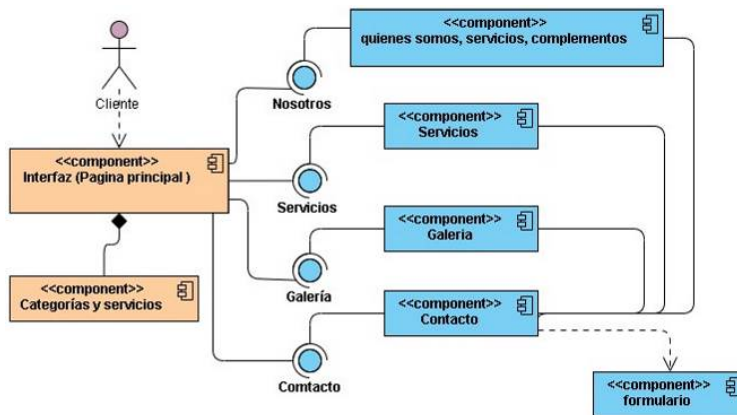 <<component>>
quienes somos, servicios, complementos
Cliente
Nosotros
<<component>>
Servicios
<<component>>
Interfaz (Pagina principal )
Servicios
<<component>>
Galeria
<<component>>
Categorías y servicios
Galería
<<component>>
Contacto
Comtacto
<<component>>
formulario